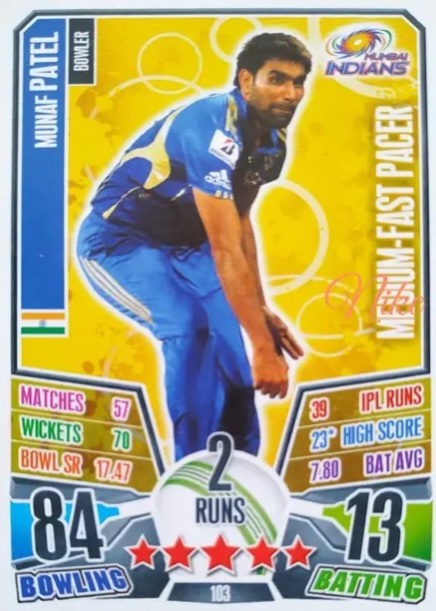 MUNAF PATEL
BOWLER
MUMBAI
INDIANS
MEDIUM-FAST PACER
Nike
MATCHES 57
WICKETS 70
BOWL SR 17.47
39 IPL RUNS
23* HIGH SCORE
7.80 BAT AVG
2
RUNS
84
BOWLING
13
BATTING
103